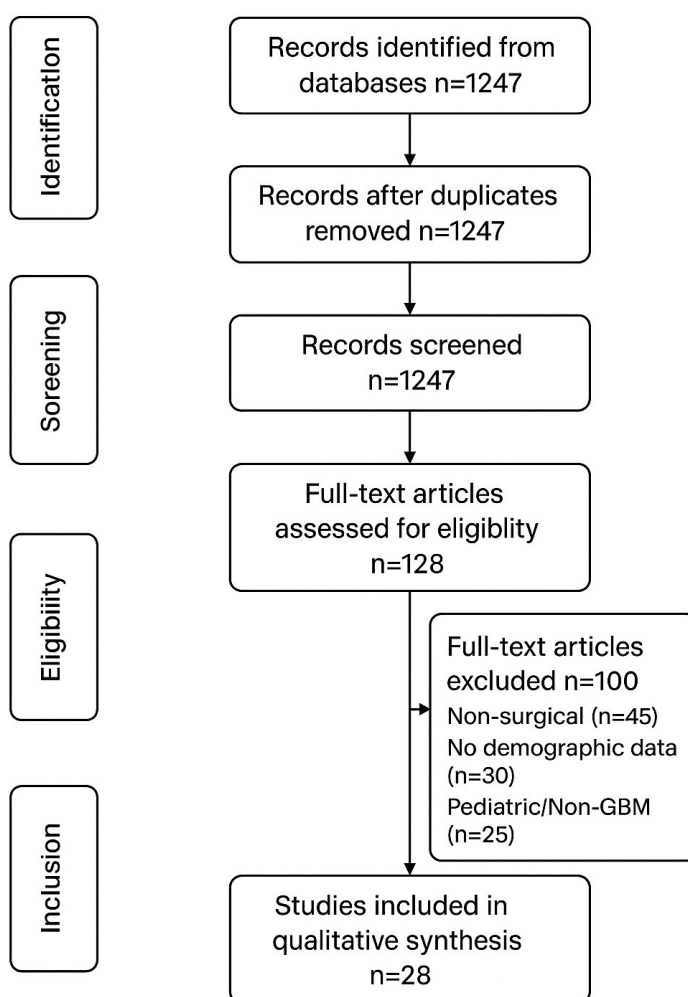 Identification
Records identified from
databases n=1247
Records after duplicates
removed n=1247
Soreening
Records screened
n=1247
Full-text articles
assessed for eligiblity
n=128
Eligibiiity
Full-text articles
excluded n=100
Non-surgical (n=45)
No demographic data
(n=30)
Pediatric/Non-GBM
(n=25)
Inclusion
Studies included in
qualitative synthesis
n=28